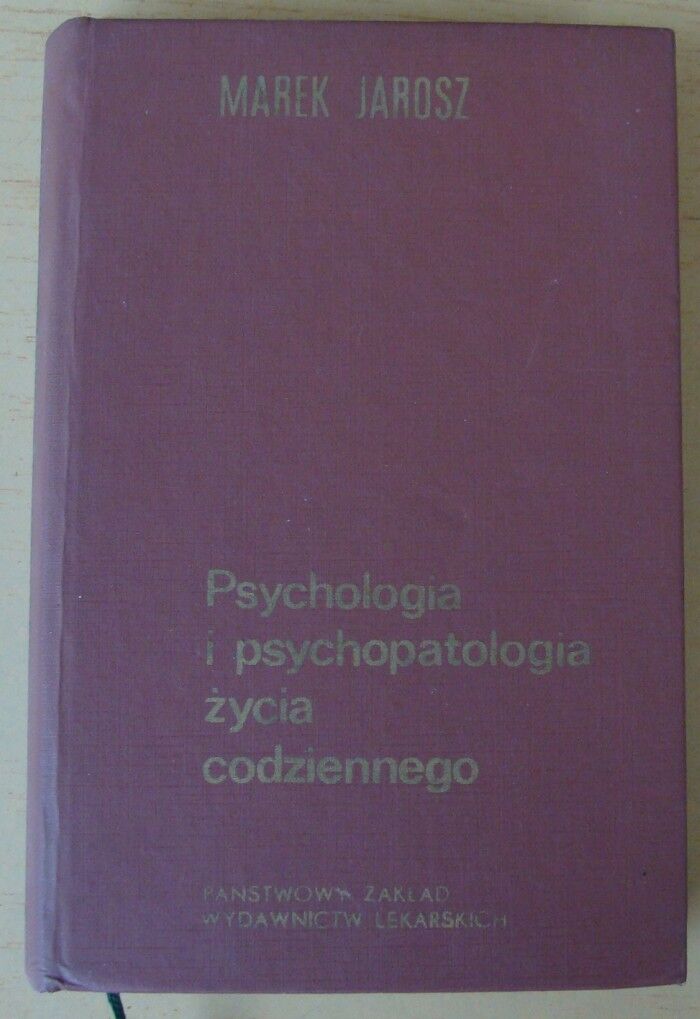 MAREK JAROSZ
Psychologia
i psychopatologia
życia
codziennego
PAŃSTWOWY ZAKŁAD
WYDAWNICTW LEKARSKICH